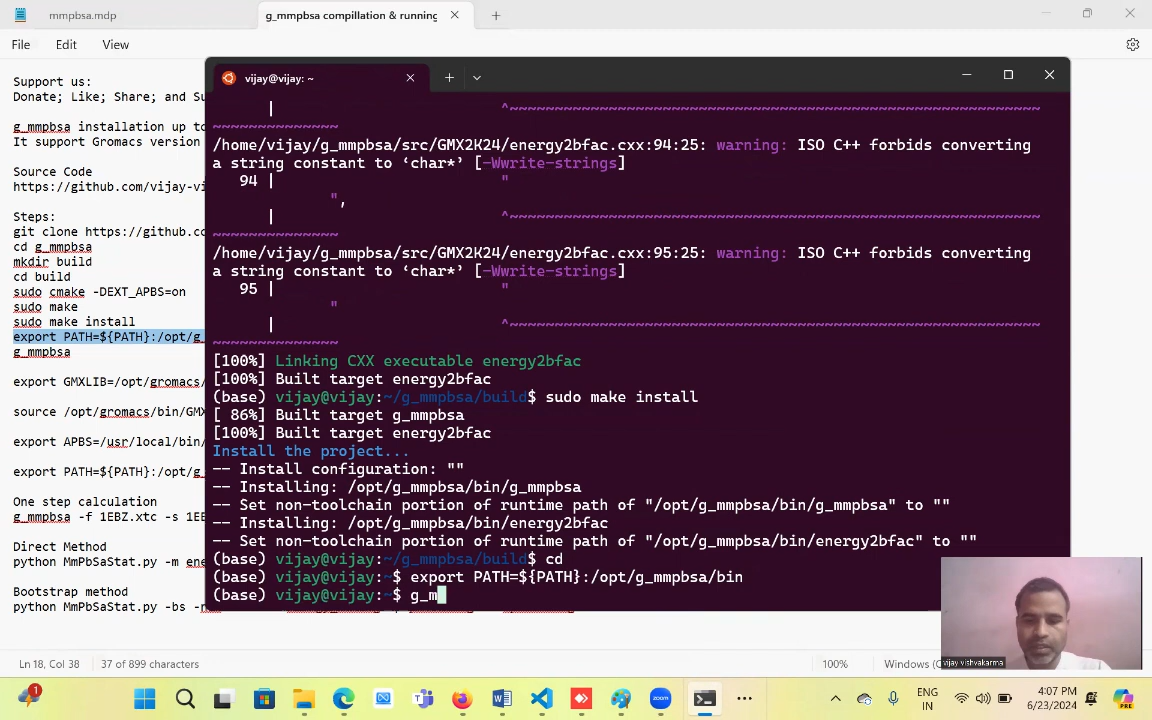 mmpbsa.mdp
g_mmpbsa compillation & running
File Edit View
vijay@vijay: ~
Support us:
Donate; Like; Share; and Su
g_mmpbsa installation up to
It support Gromacs version
Source Code
https://github.com/vijay-vi
Steps:
git clone https://github.co
cd g_mmpbsa
mkdir build
cd build
sudo cmake -DEXT_APBS=on
sudo make
sudo make install
export PATH=${PATH}:/opt/g_
g_mmpbsa
export GMXLIB=/opt/gromacs/
source /opt/gromacs/bin/GMX
export APBS=/usr/local/bin/
export PATH=${PATH}:/opt/g_
One step calculation
g_mmpbsa -f 1EBZ.xtc -s 1EB
Direct Method
python MmPbSaStat.py -m ene
Bootstrap method
python MmPbSaStat.py -bs -n
|                          ^~~~~~~~~~~~~~~~~~~~~~~~~~~~~~~~~~~~~~~~~~~~~~~~~~~~~~~~~~~~
~~~~~~~~~~~~~~
/home/vijay/g_mmpbsa/src/GMX2K24/energy2bfac.cxx:94:25: warning: ISO C++ forbids converting
a string constant to ‘char*’ [-Wwrite-strings]
94 |                          "
",
|                          ^~~~~~~~~~~~~~~~~~~~~~~~~~~~~~~~~~~~~~~~~~~~~~~~~~~~~~~~~~~~
~~~~~~~~~~~~~~
/home/vijay/g_mmpbsa/src/GMX2K24/energy2bfac.cxx:95:25: warning: ISO C++ forbids converting
a string constant to ‘char*’ [-Wwrite-strings]
95 |                          "
"
|                          ^~~~~~~~~~~~~~~~~~~~~~~~~~~~~~~~~~~~~~~~~~~~~~~~~~~~~~~~~~~~
~~~~~~~~~~~~~~
[100%] Linking CXX executable energy2bfac
[100%] Built target energy2bfac
(base) vijay@vijay:~/g_mmpbsa/build$ sudo make install
[ 86%] Built target g_mmpbsa
[100%] Built target energy2bfac
Install the project...
-- Install configuration: ""
-- Installing: /opt/g_mmpbsa/bin/g_mmpbsa
-- Set non-toolchain portion of runtime path of "/opt/g_mmpbsa/bin/g_mmpbsa" to ""
-- Installing: /opt/g_mmpbsa/bin/energy2bfac
-- Set non-toolchain portion of runtime path of "/opt/g_mmpbsa/bin/energy2bfac" to ""
(base) vijay@vijay:~/g_mmpbsa/build$ cd
(base) vijay@vijay:~$ export PATH=${PATH}:/opt/g_mmpbsa/bin
(base) vijay@vijay:~$ g_m
vijay vishvakarma
Ln 18, Col 38 37 of 899 characters 100% Windows (
1
ENG
IN
4:07 PM
6/23/2024
PRE